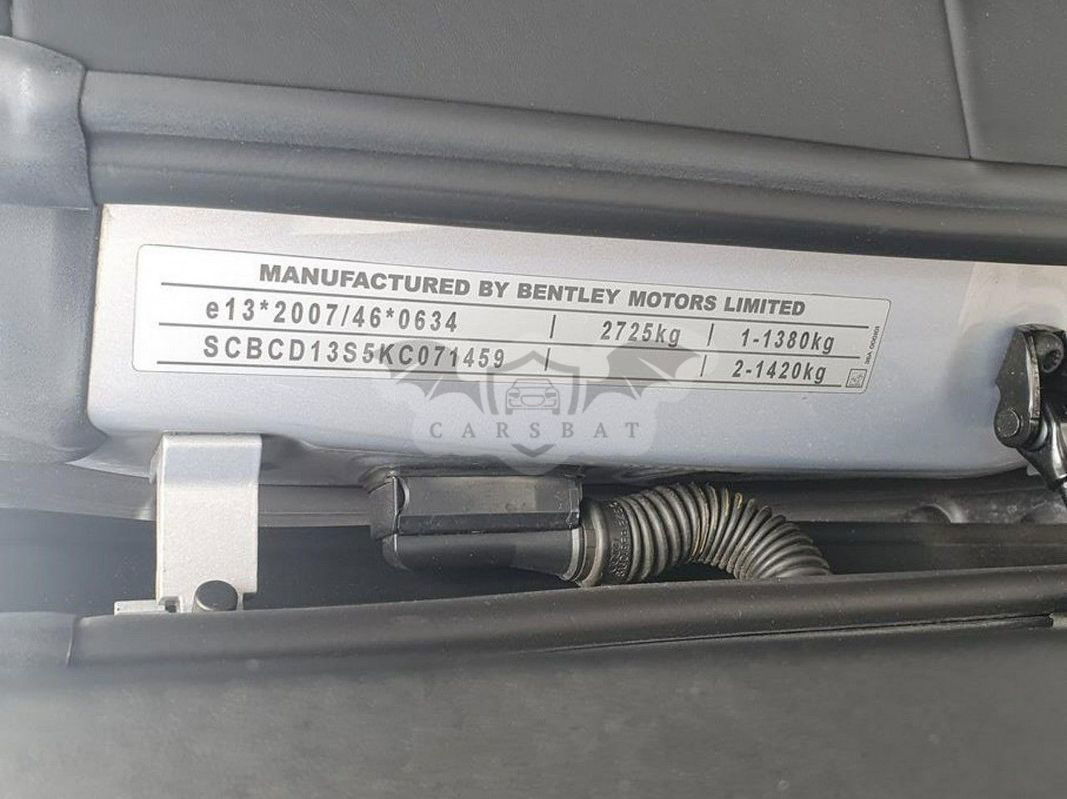 MANUFACTURED BY BENTLEY MOTORS LIMITED
e13*2007/46*0634 | 2725kg | 1-1380kg
SCBCD13S5KC071459 | | 2-1420kg
CARSBAT